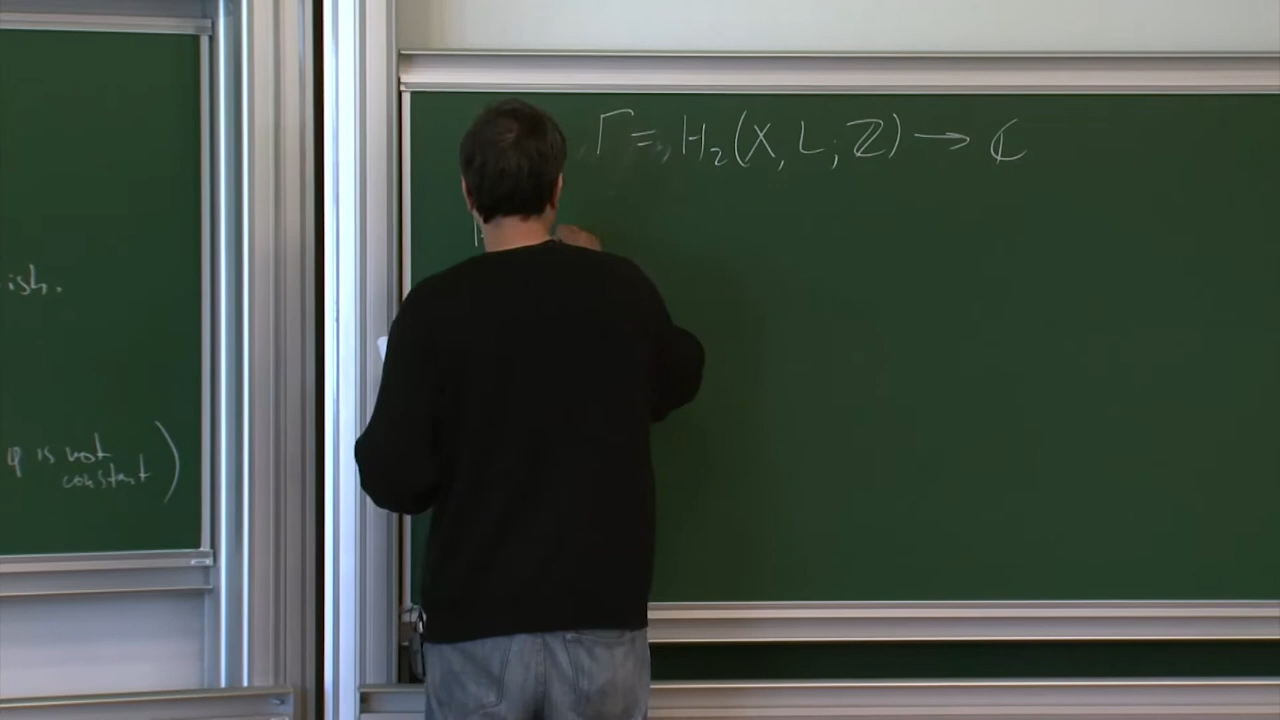 ish.
φ is not
constant)
Γ = H₂(X, L; ℤ) → ℂ